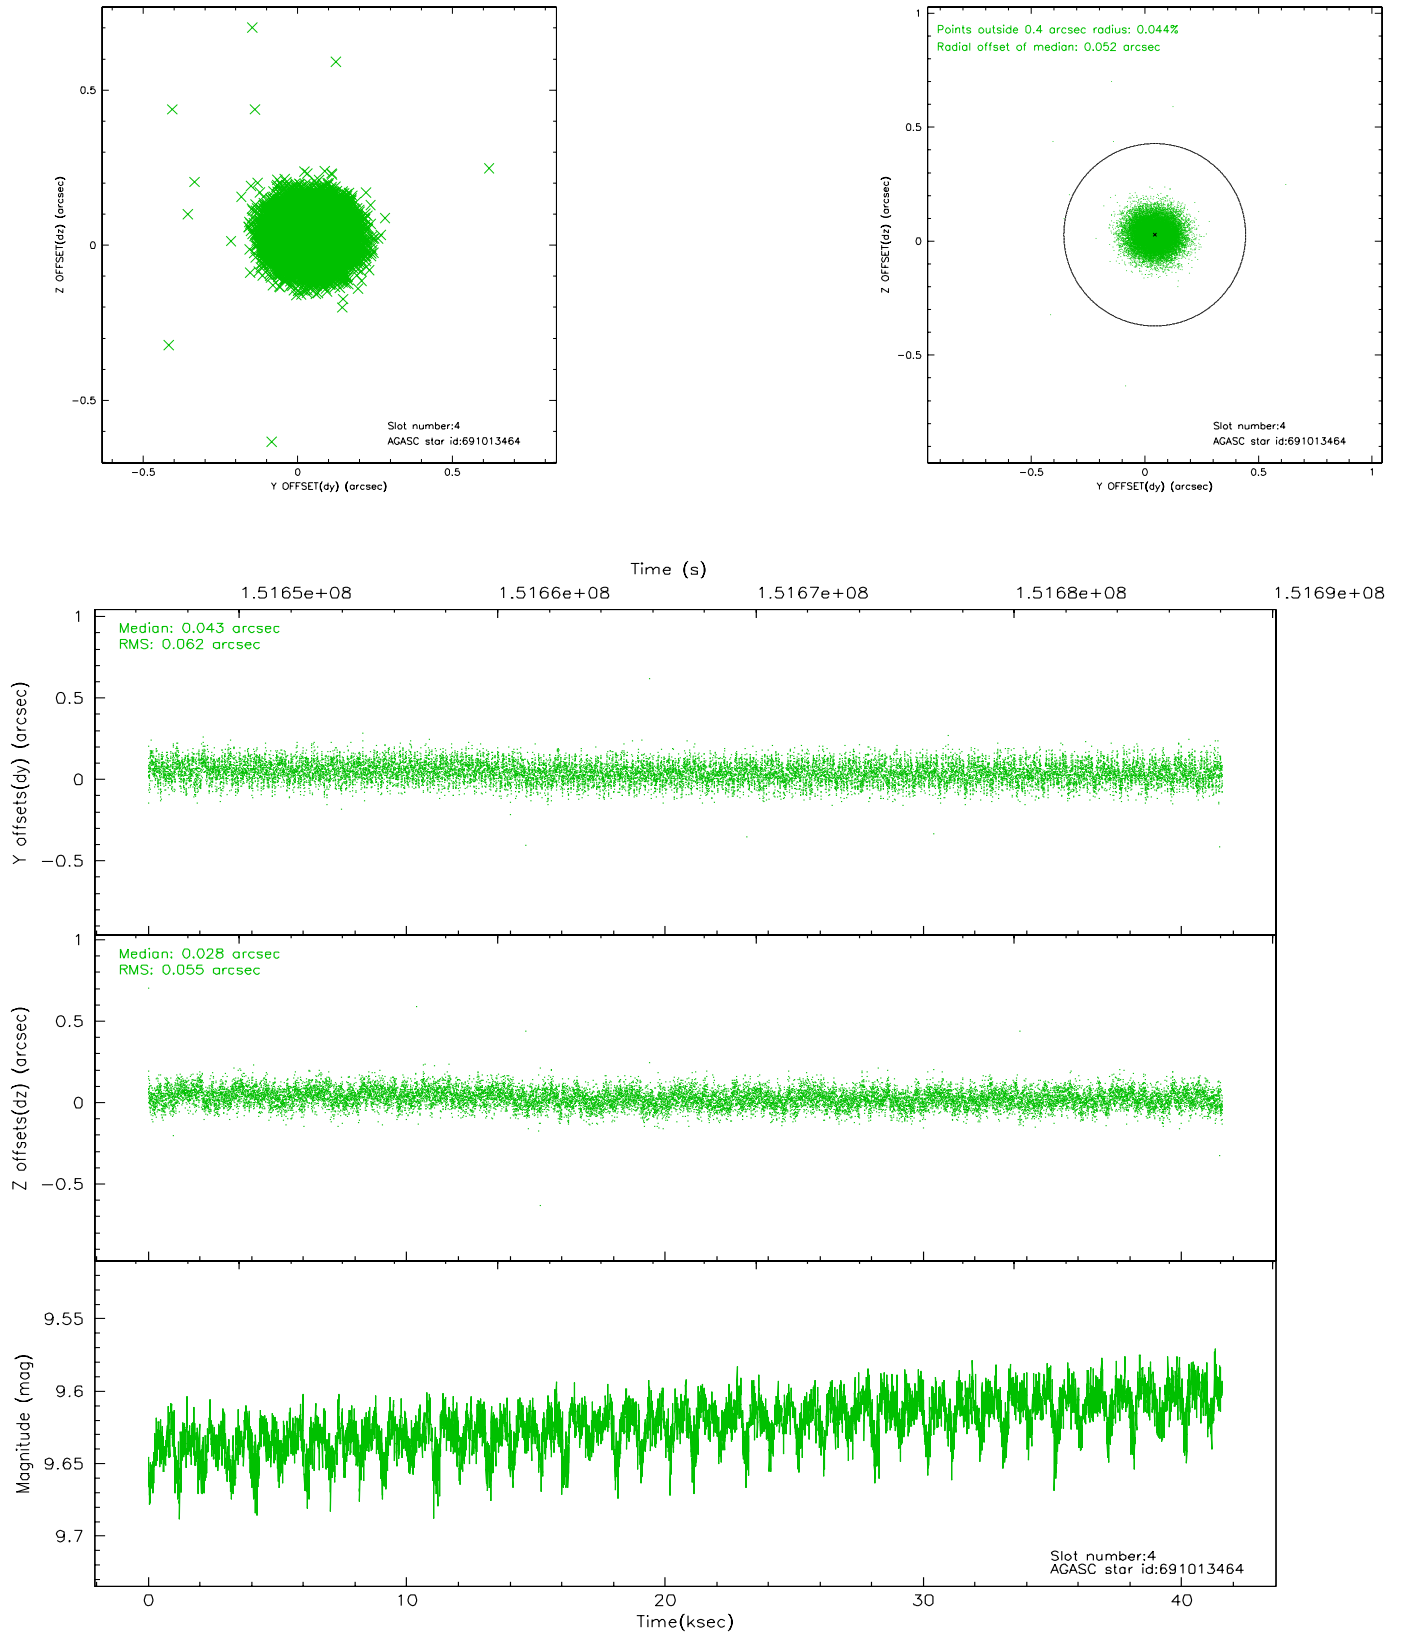 0.5
0
−0.5
Z OFFSET(dz) (arcsec)
Slot number:4
AGASC star id:691013464
−0.5
0
0.5
Y OFFSET(dy) (arcsec)
1
0.5
0
−0.5
Z OFFSET(dz) (arcsec)
Points outside 0.4 arcsec radius: 0.044%
Radial offset of median: 0.052 arcsec
Slot number:4
AGASC star id:691013464
−0.5
0
0.5
1
Y OFFSET(dy) (arcsec)
Time (s)
1.5165e+08
1.5166e+08
1.5167e+08
1.5168e+08
1.5169e+08
1
0.5
0
−0.5
Y offsets(dy) (arcsec)
Median: 0.043 arcsec
RMS: 0.062 arcsec
1
0.5
0
−0.5
Z offsets(dz) (arcsec)
Median: 0.028 arcsec
RMS: 0.055 arcsec
9.55
9.6
9.65
9.7
Magnitude (mag)
Slot number:4
AGASC star id:691013464
0
10
20
30
40
Time(ksec)